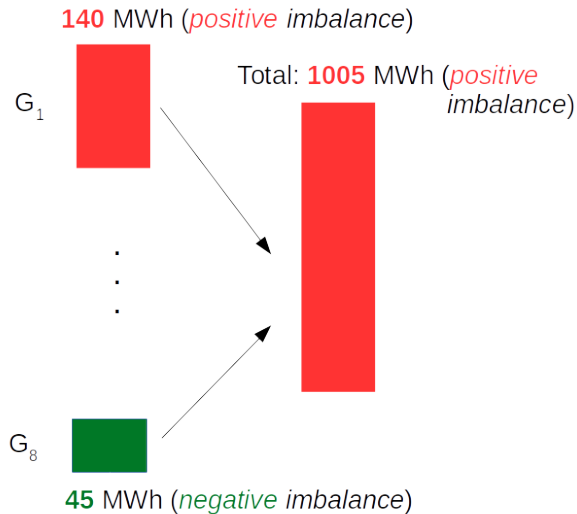 140 MWh (positive imbalance)
Total: 1005 MWh (positive
imbalance)
G1
.
.
.
G8
45 MWh (negative imbalance)